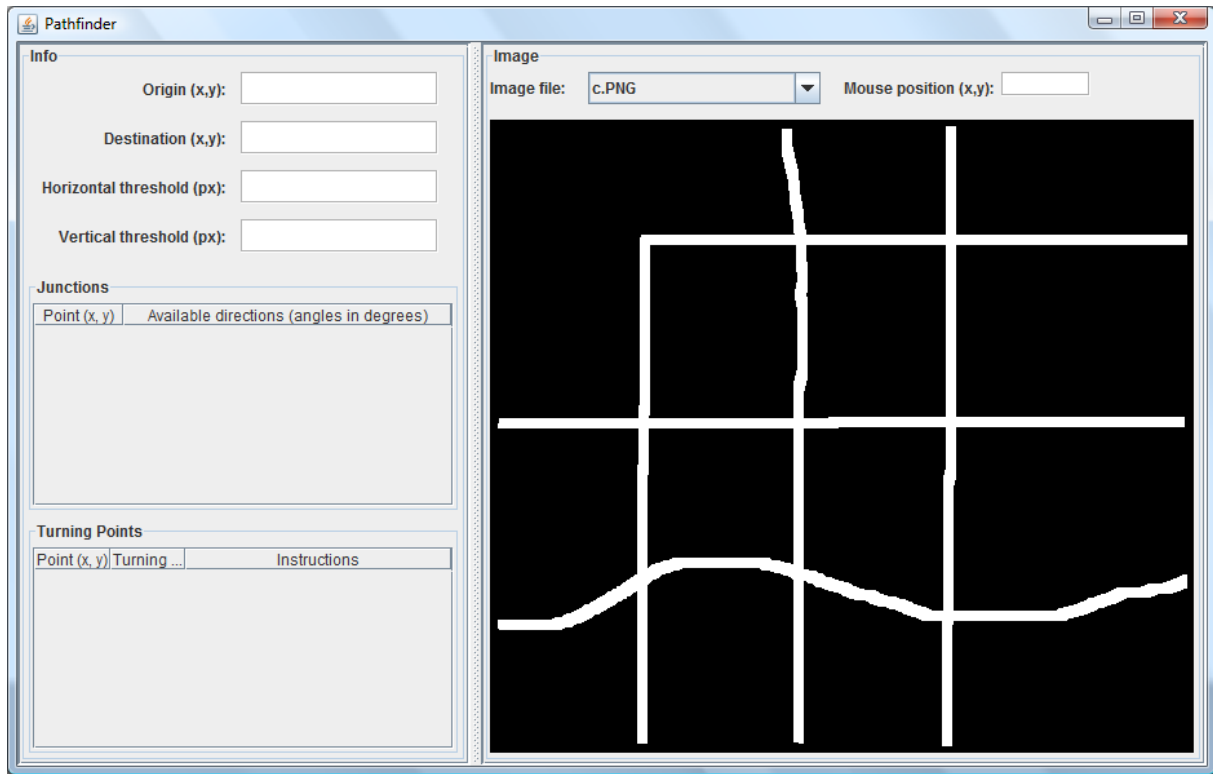 Pathfinder
Info
Origin (x,y):
Destination (x,y):
Horizontal threshold (px):
Vertical threshold (px):
Junctions
Point (x, y) Available directions (angles in degrees)
Turning Points
Point (x, y) Turning ... Instructions
Image
Image file: c.PNG Mouse position (x,y):